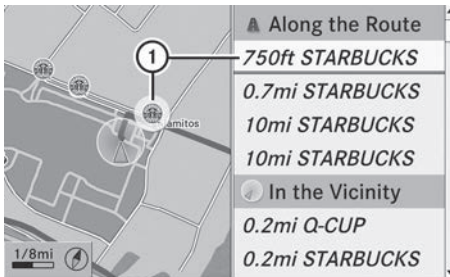 Along the Route
1
750ft STARBUCKS
0.7mi STARBUCKS
amitos
10mi STARBUCKS
10mi STARBUCKS
In the Vicinity
0.2mi Q-CUP
1/8mi
0.2mi STARBUCKS